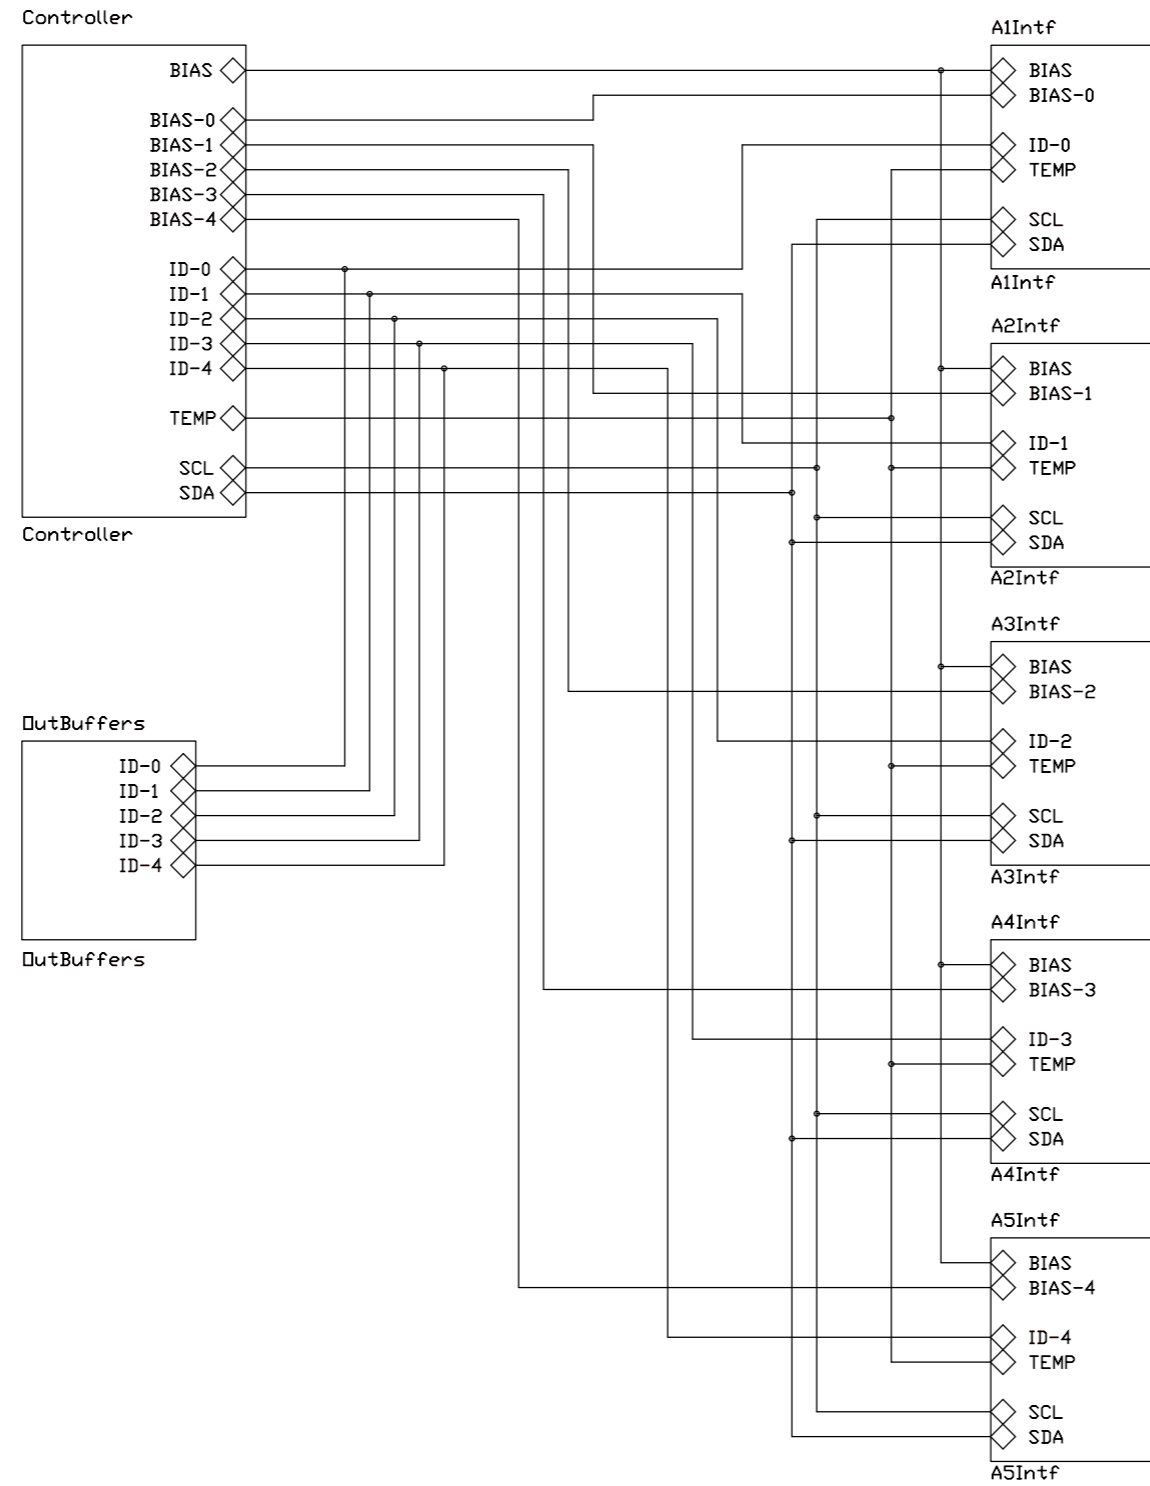 Controller
BIAS
BIAS-0
BIAS-1
BIAS-2
BIAS-3
BIAS-4
ID-0
ID-1
ID-2
ID-3
ID-4
TEMP
SCL
SDA
Controller
OutBuffers
ID-0
ID-1
ID-2
ID-3
ID-4
OutBuffers
A1Intf
BIAS
BIAS-0
ID-0
TEMP
SCL
SDA
A1Intf
A2Intf
BIAS
BIAS-1
ID-1
TEMP
SCL
SDA
A2Intf
A3Intf
BIAS
BIAS-2
ID-2
TEMP
SCL
SDA
A3Intf
A4Intf
BIAS
BIAS-3
ID-3
TEMP
SCL
SDA
A4Intf
A5Intf
BIAS
BIAS-4
ID-4
TEMP
SCL
SDA
A5Intf